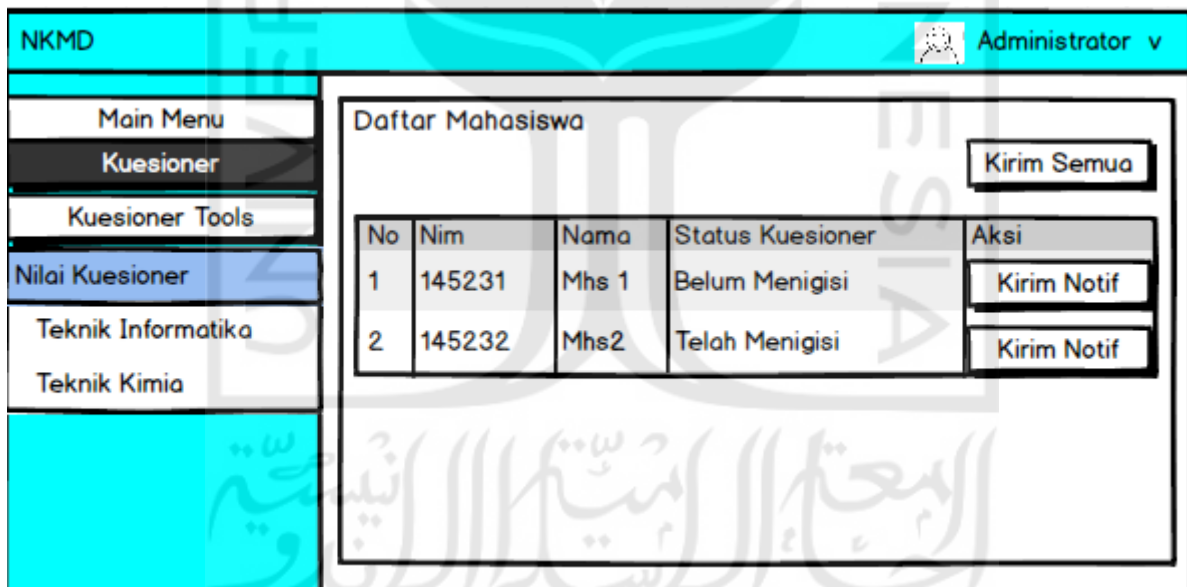 NKMD
Administrator v
Main Menu
Kuesioner
Kuesioner Tools
Nilai Kuesioner
Teknik Informatika
Teknik Kimia
Daftar Mahasiswa
Kirim Semua
No Nim Nama Status Kuesioner Aksi
1 145231 Mhs 1 Belum Menigisi Kirim Notif
2 145232 Mhs2 Telah Menigisi Kirim Notif